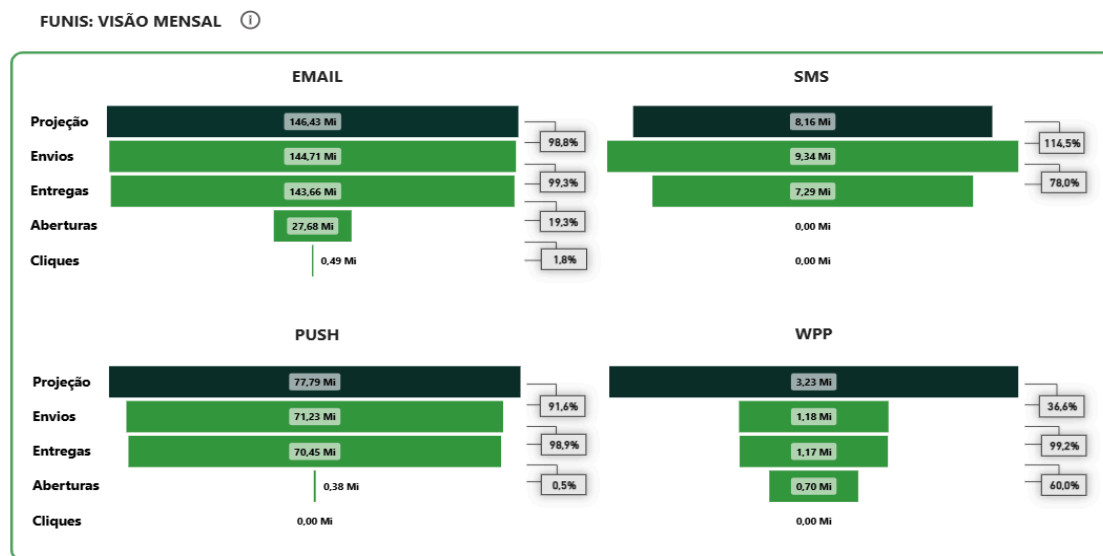 FUNIS: VISÃO MENSAL i
EMAIL
Projeção 146,43 Mi
98,8%
Envios 144,71 Mi
99,3%
Entregas 143,66 Mi
19,3%
Aberturas 27,68 Mi
1,8%
Cliques 0,49 Mi
SMS
8,16 Mi
114,5%
9,34 Mi
78,0%
7,29 Mi
0,00 Mi
0,00 Mi
PUSH
Projeção 77,79 Mi
91,6%
Envios 71,23 Mi
98,9%
Entregas 70,45 Mi
0,5%
Aberturas 0,38 Mi
Cliques 0,00 Mi
WPP
3,23 Mi
36,6%
1,18 Mi
99,2%
1,17 Mi
60,0%
0,70 Mi
0,00 Mi